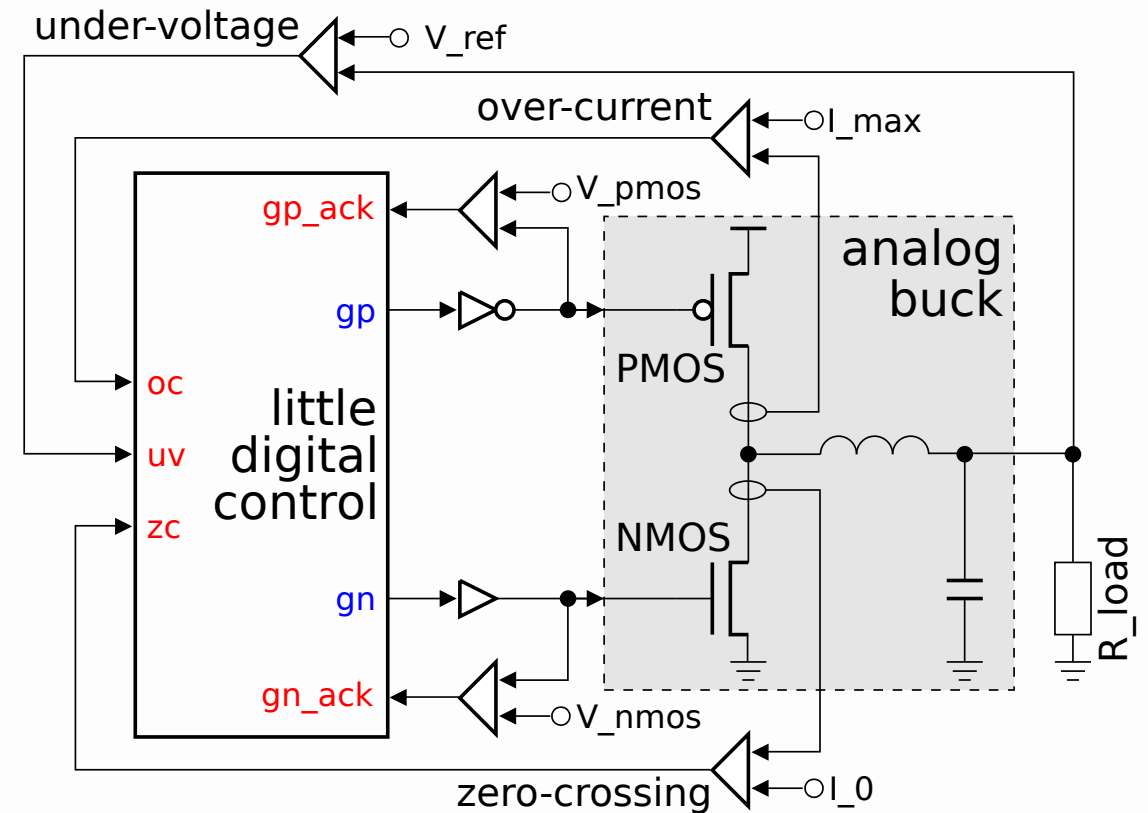 under-voltage
V_ref
over-current
I_max
gp_ack
V_pmos
analog
buck
gp
PMOS
oc
little
uv
digital
control
zc
NMOS
gn
R_load
gn_ack
V_nmos
zero-crossing
I_0